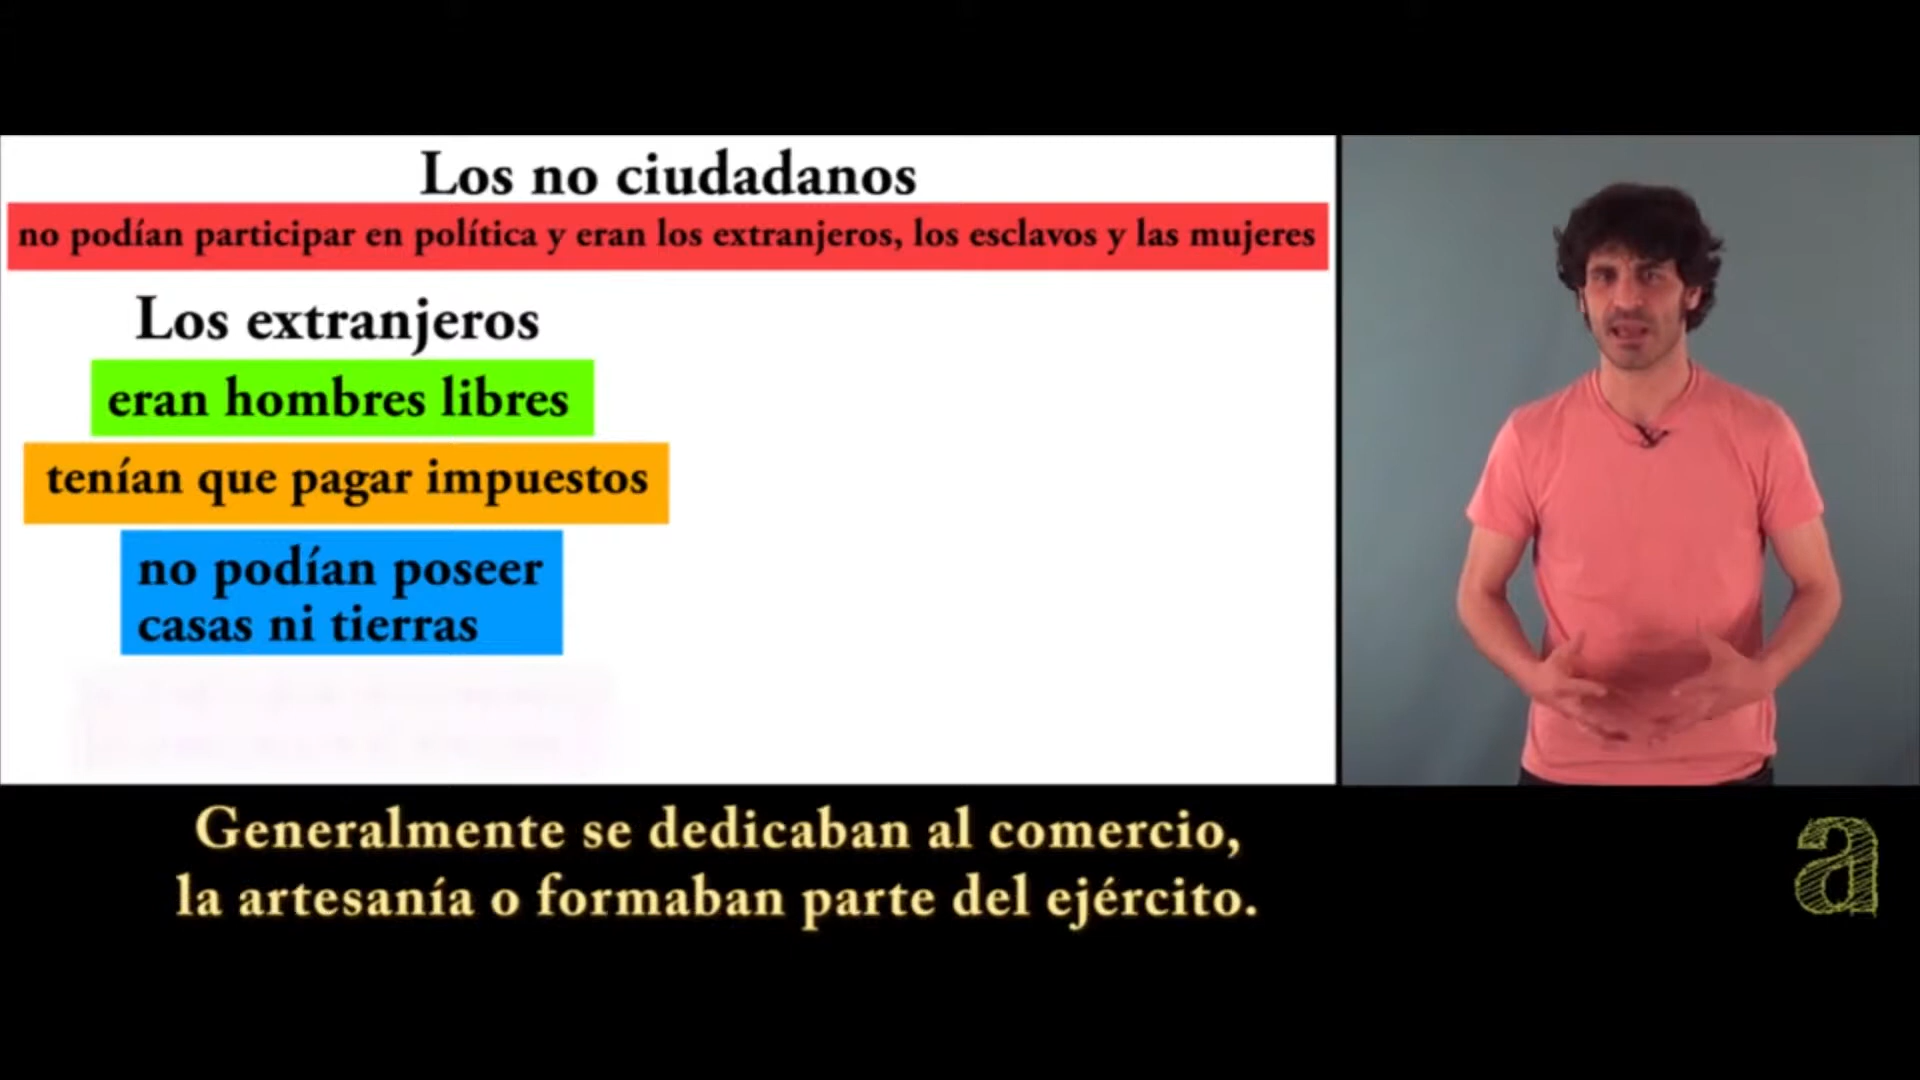 Los no ciudadanos
no podían participar en política y eran los extranjeros, los esclavos y las mujeres
Los extranjeros
eran hombres libres
tenían que pagar impuestos
no podían poseer
casas ni tierras
Generalmente se dedicaban al comercio,
la artesanía o formaban parte del ejército.
a